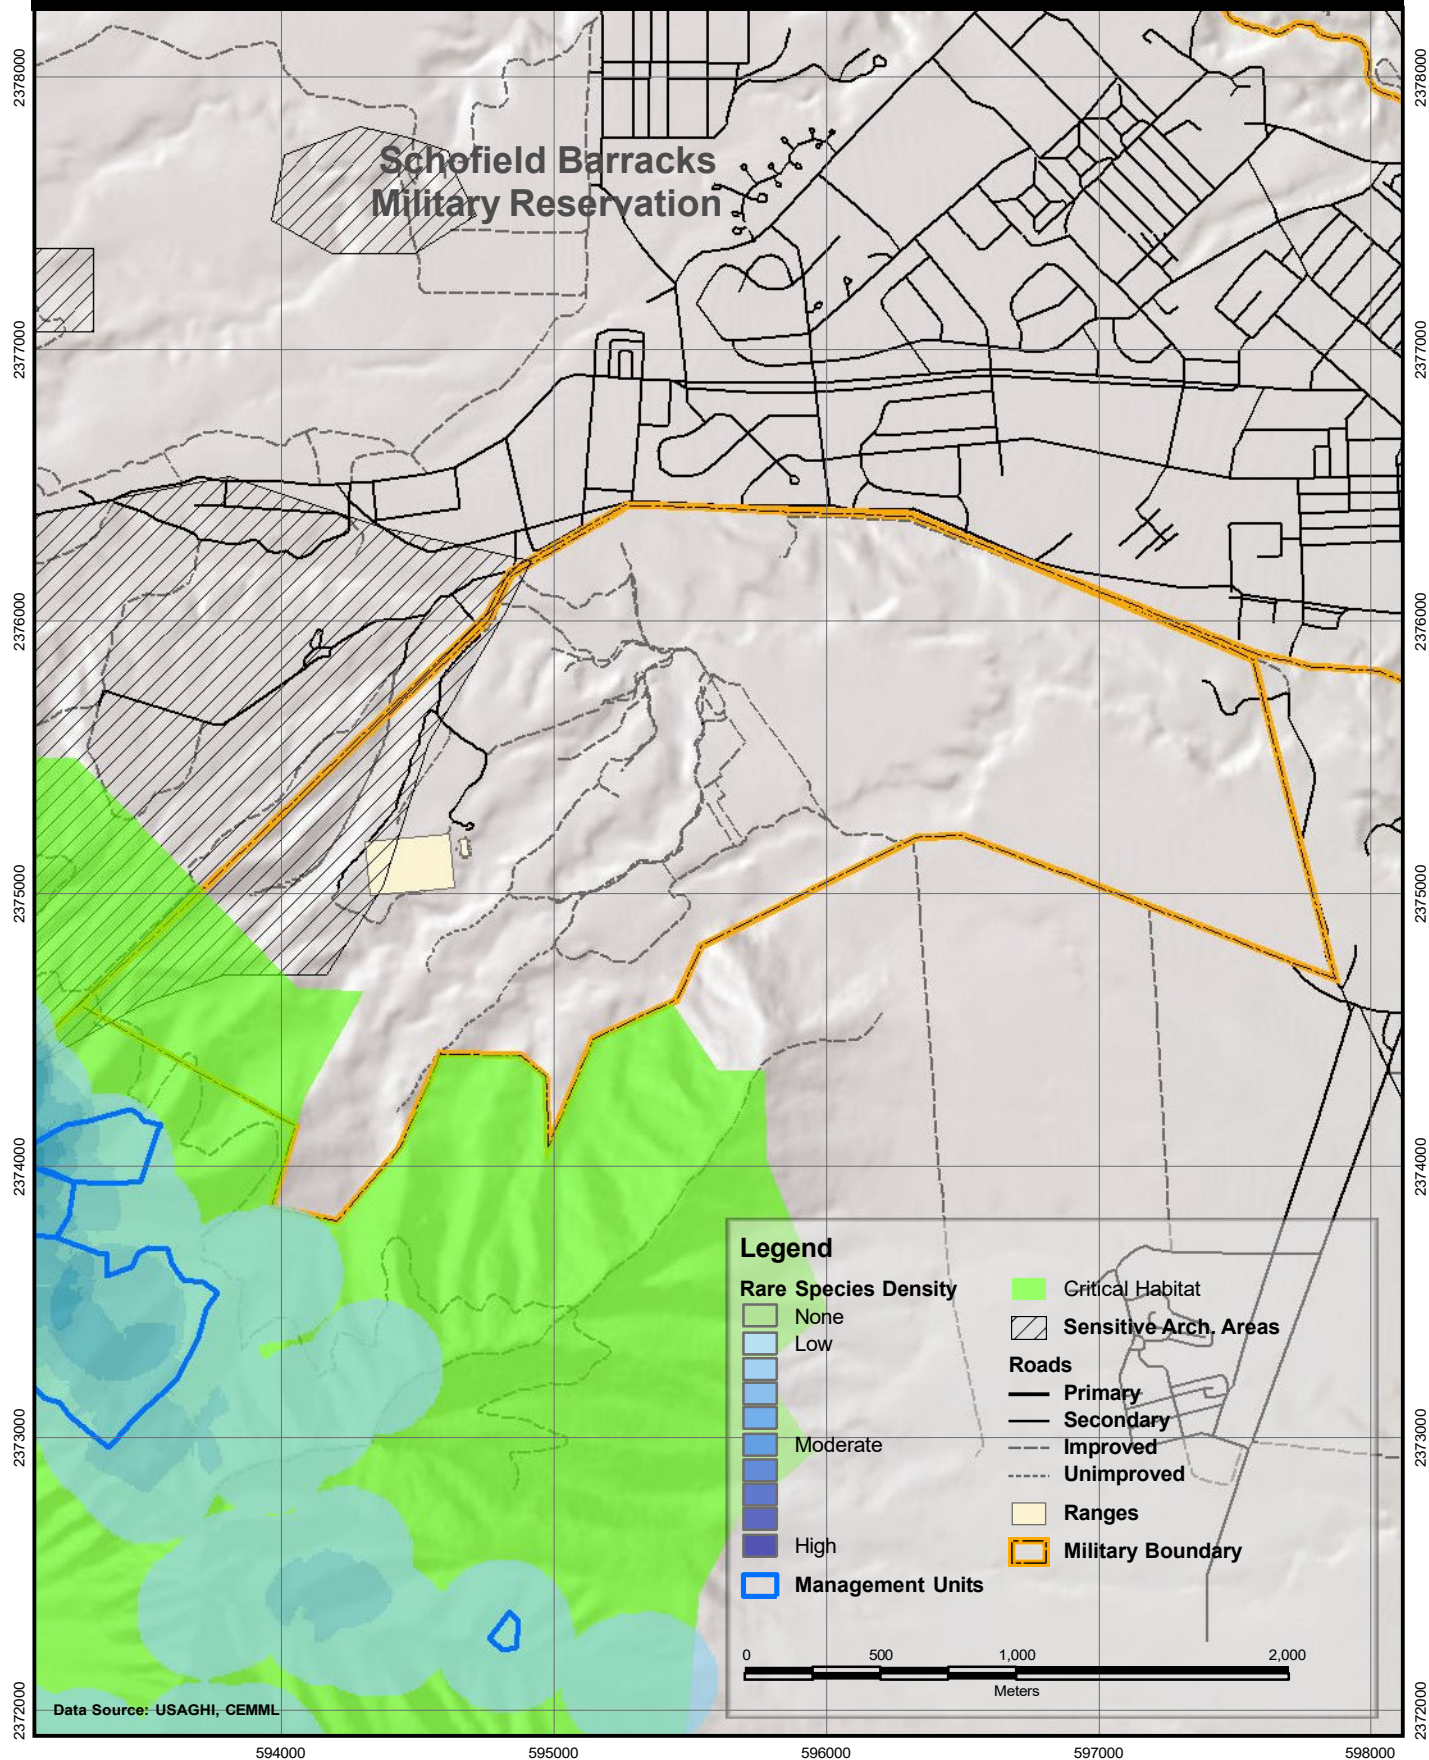 Schofield Barracks
Military Reservation
2378000
2377000
2376000
2375000
2374000
2373000
2372000
2378000
2377000
2376000
2375000
2374000
2373000
2372000
Legend
Rare Species Density
None
Low
Moderate
High
Management Units
Critical Habitat
Sensitive Arch. Areas
Roads
Primary
Secondary
Improved
Unimproved
Ranges
Military Boundary
0 500 1,000 2,000
Meters
Data Source: USAGHI, CEMML
594000 595000 596000 597000 598000